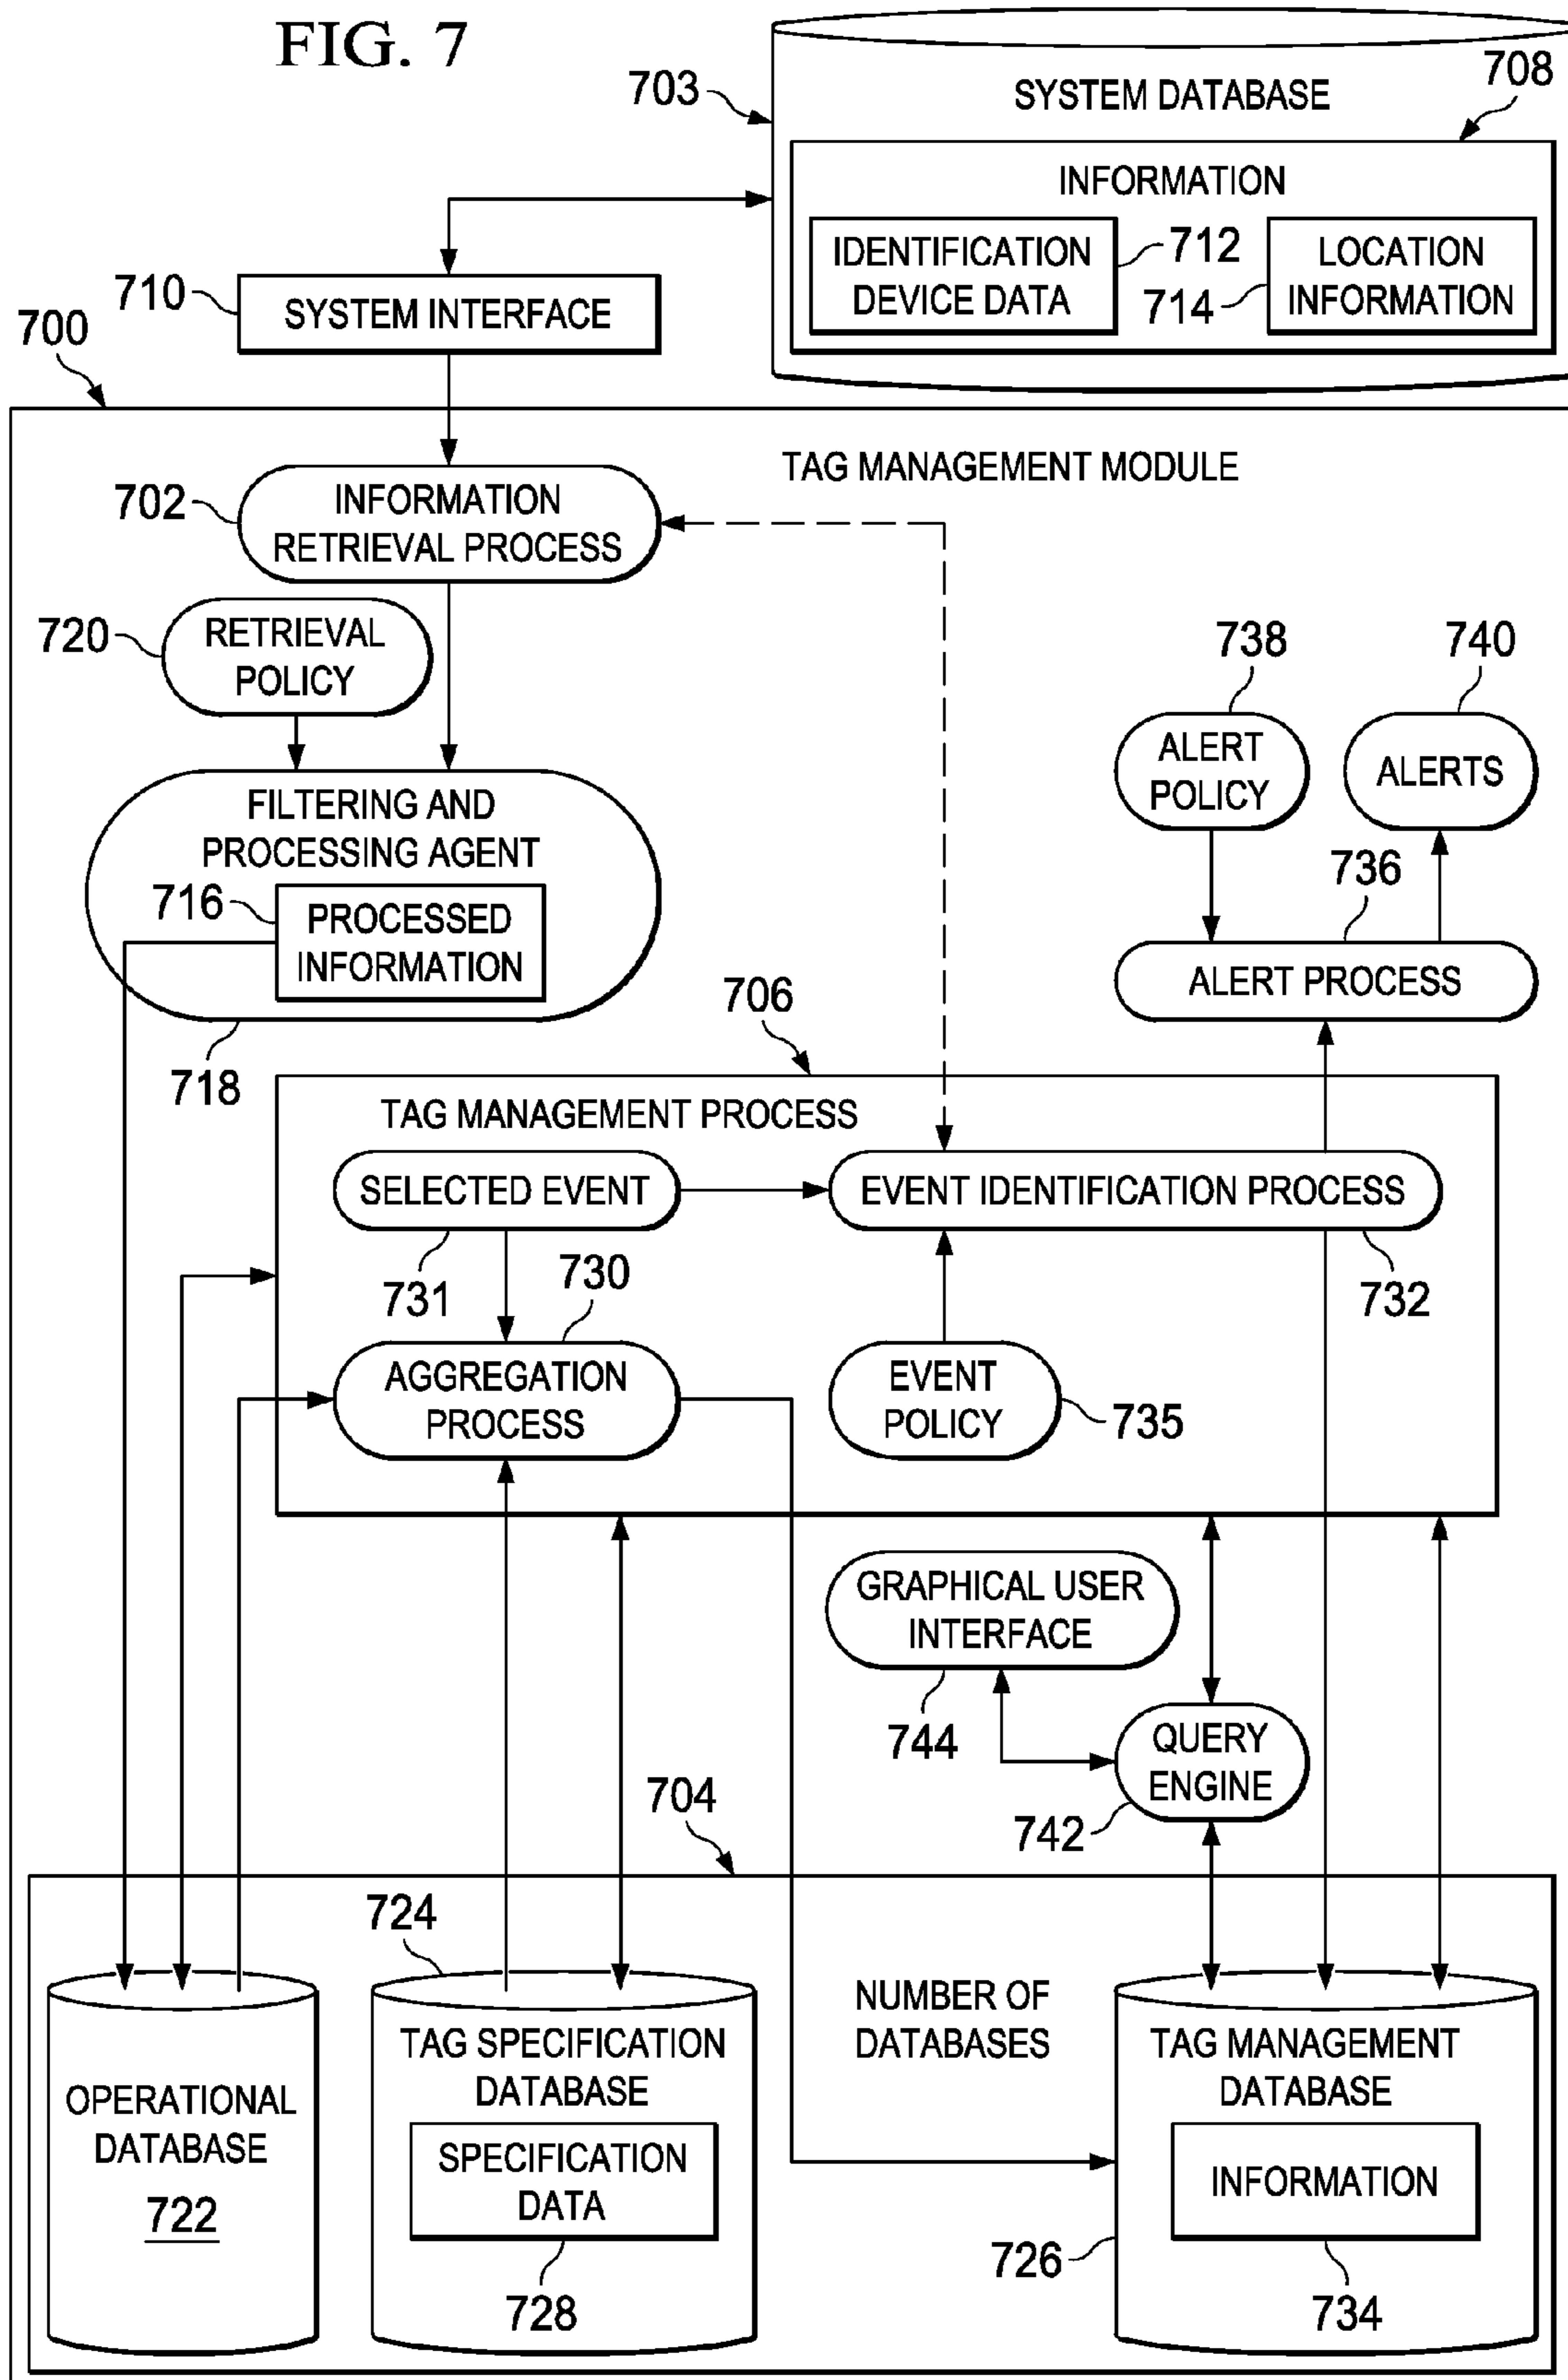 FIG. 7
703
SYSTEM DATABASE
708
INFORMATION
IDENTIFICATION
DEVICE DATA
712
714
LOCATION
INFORMATION
710
SYSTEM INTERFACE
700
TAG MANAGEMENT MODULE
702
INFORMATION
RETRIEVAL PROCESS
720
RETRIEVAL
POLICY
738
740
ALERT
POLICY
ALERTS
FILTERING AND
PROCESSING AGENT
716
PROCESSED
INFORMATION
736
ALERT PROCESS
718
706
TAG MANAGEMENT PROCESS
SELECTED EVENT
EVENT IDENTIFICATION PROCESS
731
730
732
AGGREGATION
PROCESS
EVENT
POLICY
735
GRAPHICAL USER
INTERFACE
744
QUERY
ENGINE
742
704
724
NUMBER OF
DATABASES
OPERATIONAL
DATABASE
722
TAG SPECIFICATION
DATABASE
SPECIFICATION
DATA
728
TAG MANAGEMENT
DATABASE
INFORMATION
726
734